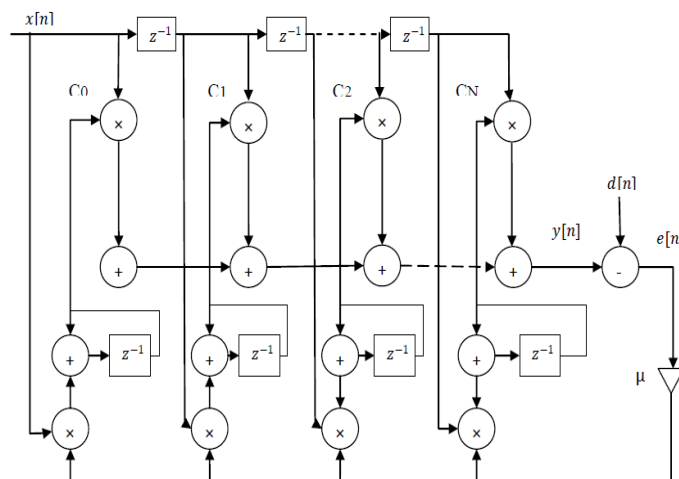 x[n]
z⁻¹
z⁻¹
z⁻¹
C0
C1
C2
CN
×
×
×
×
d[n]
y[n]
e[n
+
+
+
+
-
+
z⁻¹
+
z⁻¹
+
z⁻¹
+
z⁻¹
μ
×
×
×
×